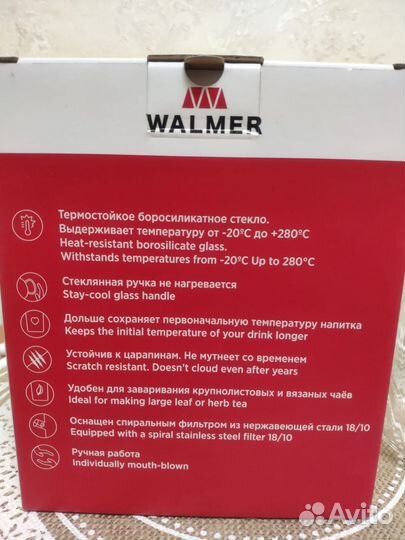 WALMER
Термостойкое боросиликатное стекло.
Выдерживает температуру от -20ºC до +280ºC
Heat-resistant borosilicate glass.
Withstands temperatures from -20ºC Up to 280°C
Стеклянная ручка не нагревается
Stay-cool glass handle
Дольше сохраняет первоначальную температуру напитка
Keeps the initial temperature of your drink longer
Устойчив к царапинам. Не мутнеет со временем
Scratch resistant. Doesn't cloud even after years
Удобен для заваривания крупнолистовых и вязаных чаёв
Ideal for making large leaf or herb tea
Оснащен спиральным фильтром из нержавеющей стали 18/10
Equipped with a spiral stainless steel filter 18/10
Ручная работа
Individually mouth-blown
Avito